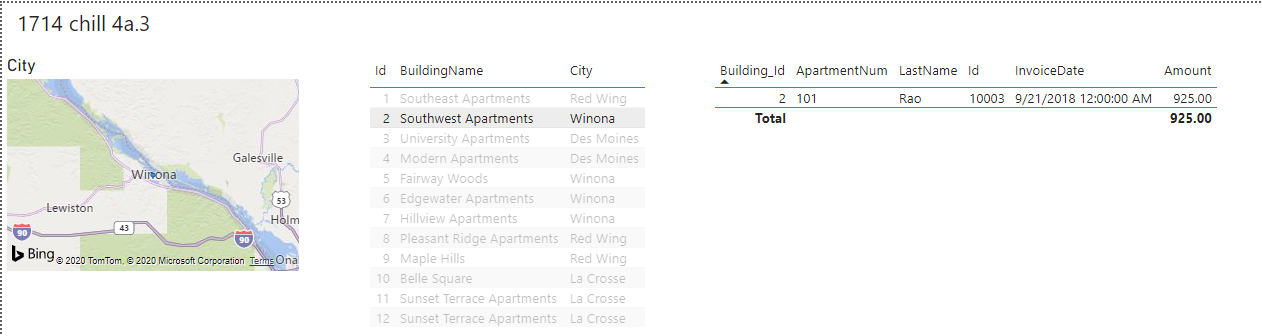 1714 chill 4a.3
City
Galesville
Winona
53
Lewiston
43
Holm
90
90
Bing
© 2020 TomTom, © 2020 Microsoft Corporation Terms
Ona
Id BuildingName City
1 Southeast Apartments Red Wing
2 Southwest Apartments Winona
3 University Apartments Des Moines
4 Modern Apartments Des Moines
5 Fairway Woods Winona
6 Edgewater Apartments Winona
7 Hillview Apartments Winona
8 Pleasant Ridge Apartments Red Wing
9 Maple Hills Red Wing
10 Belle Square La Crosse
11 Sunset Terrace Apartments La Crosse
12 Sunset Terrace Apartments La Crosse
Building_Id ApartmentNum LastName Id InvoiceDate Amount
2 101 Rao 10003 9/21/2018 12:00:00 AM 925.00
Total 925.00